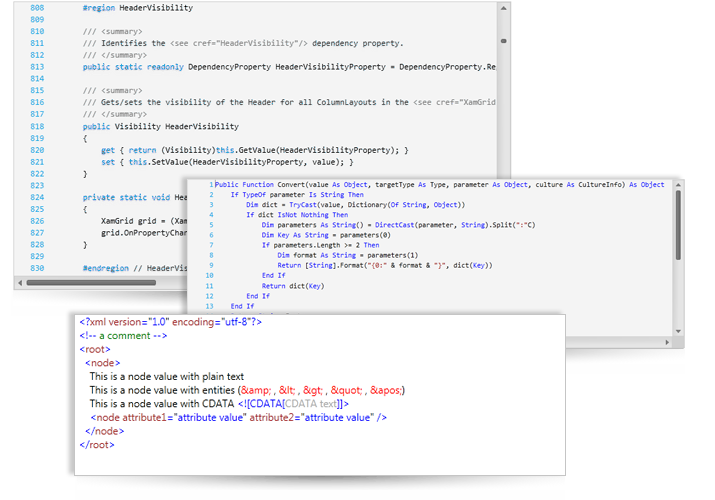 808 #region HeaderVisibility
809
810 /// <summary>
811 /// Identifies the <see cref="HeaderVisibility"/> dependency property.
812 /// </summary>
813 public static readonly DependencyProperty HeaderVisibilityProperty = DependencyProperty.Re
814
815 /// <summary>
816 /// Gets/sets the visibility of the Header for all ColumnLayouts in the <see cref="XamGrid
817 /// </summary>
818 public Visibility HeaderVisibility
819 {
820 get { return (Visibility)this.GetValue(HeaderVisibilityProperty); }
821 set { this.SetValue(HeaderVisibilityProperty, value); }
822 }
823
824 private static void Hea
825 {
826 XamGrid grid = (Xam
827 grid.OnPropertyChan
828 }
829
830 #endregion // HeaderVis
1 Public Function Convert(value As Object, targetType As Type, parameter As Object, culture As CultureInfo) As Object
2 If TypeOf parameter Is String Then
3 Dim dict = TryCast(value, Dictionary(Of String, Object))
4 If dict IsNot Nothing Then
5 Dim parameters As String() = DirectCast(parameter, String).Split(":"C)
6 Dim Key As String = parameters(0)
7 If parameters.Length >= 2 Then
8 Dim format As String = parameters(1)
9 Return [String].Format("{0:" & format & "}", dict(Key))
10 End If
11 Return dict(Key)
12 End If
13 End If
<?xml version="1.0" encoding="utf-8"?>
<!-- a comment -->
<root>
<node>
This is a node value with plain text
This is a node value with entities (&amp; , &lt; , &gt; , &quot; , &apos;)
This is a node value with CDATA <![CDATA[CDATA text]]>
<node attribute1="attribute value" attribute2="attribute value" />
</node>
</root>